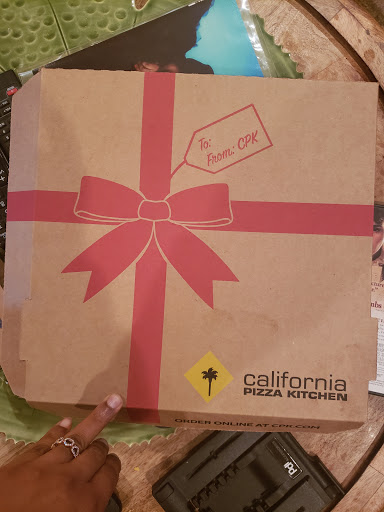 To:
From: CPK
california
PIZZA KITCHEN
ORDER ONLINE AT CPK.COM